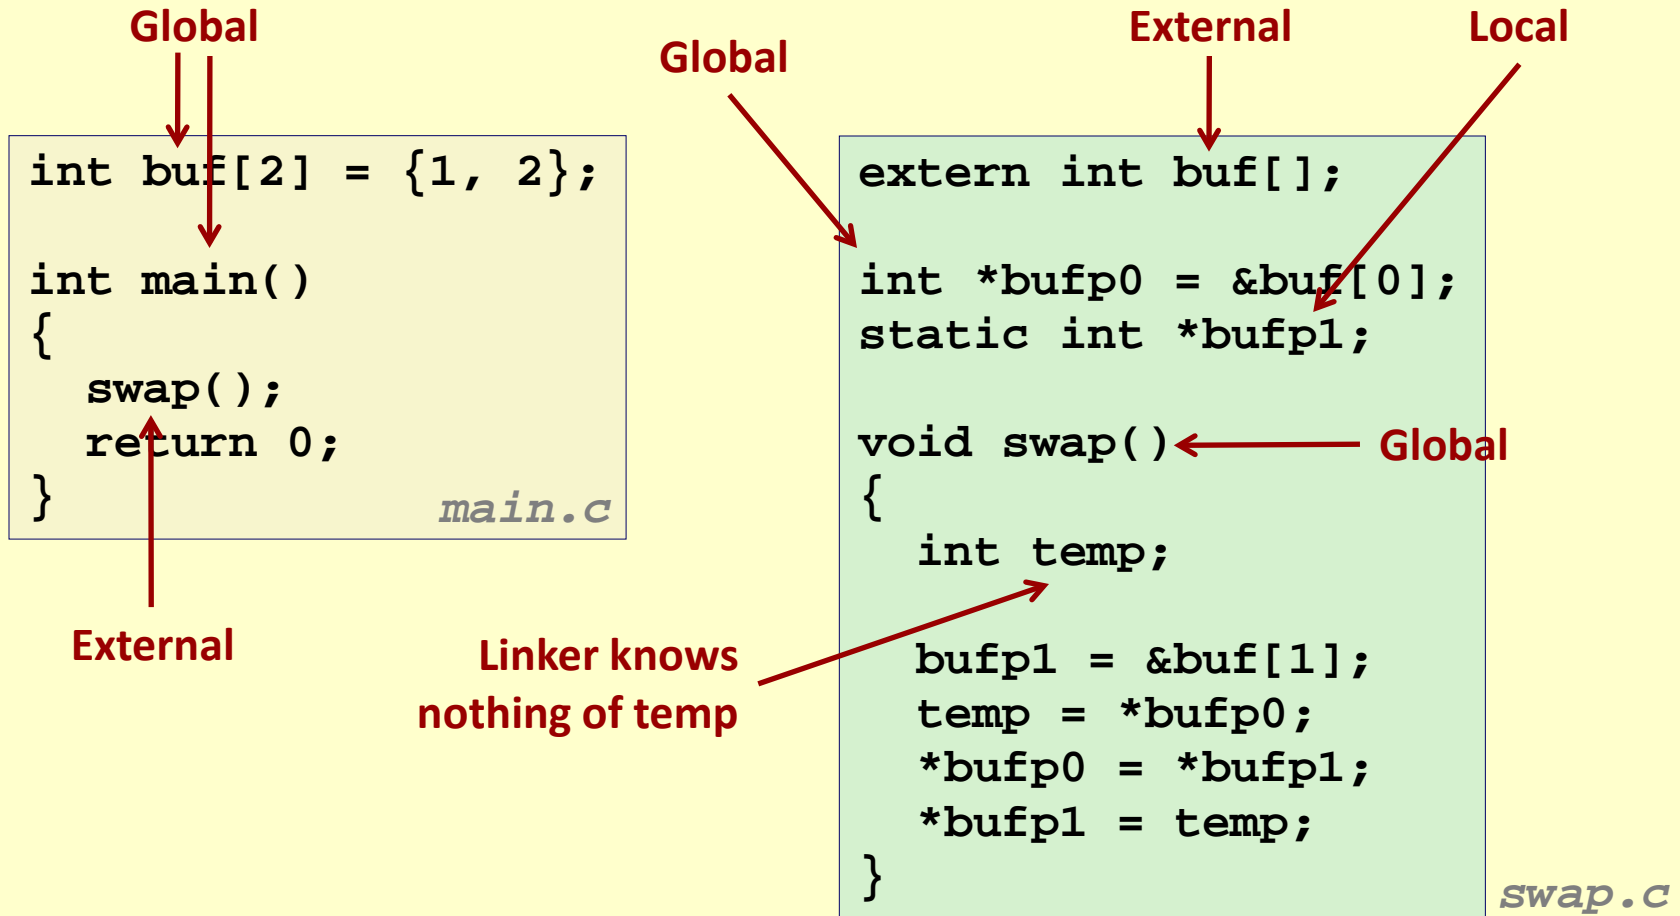 Global
int buf[2] = {1, 2};
int main()
{
swap();
return 0;
}
main.c
External
Global
External
Local
extern int buf[];
int *bufp0 = &buf[0];
static int *bufp1;
void swap()
Global
{
int temp;
Linker knows
nothing of temp
bufp1 = &buf[1];
temp = *bufp0;
*bufp0 = *bufp1;
*bufp1 = temp;
}
swap.c